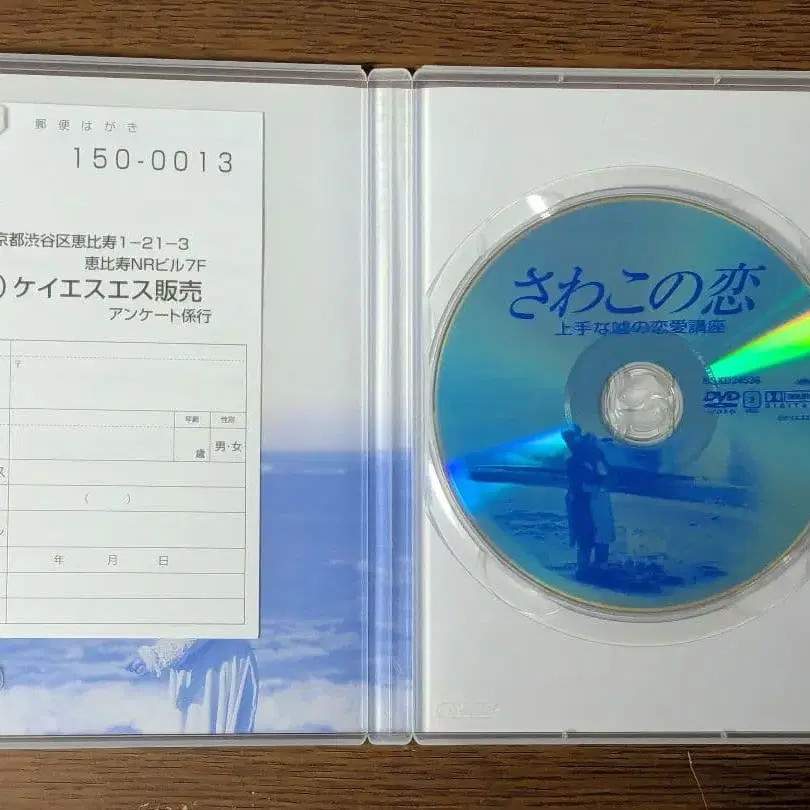 郵便はがき
150-0013
京都渋谷区恵比寿1-21-3
恵比寿NRビル7F
）ケイエスエス販売
アンケート係行
〒
年齢
性別
歳
男・女
ス
（　）
年　月　日
さわこの恋
上手な嘘の恋愛講座
DVD
VIDEO
DIGITAL